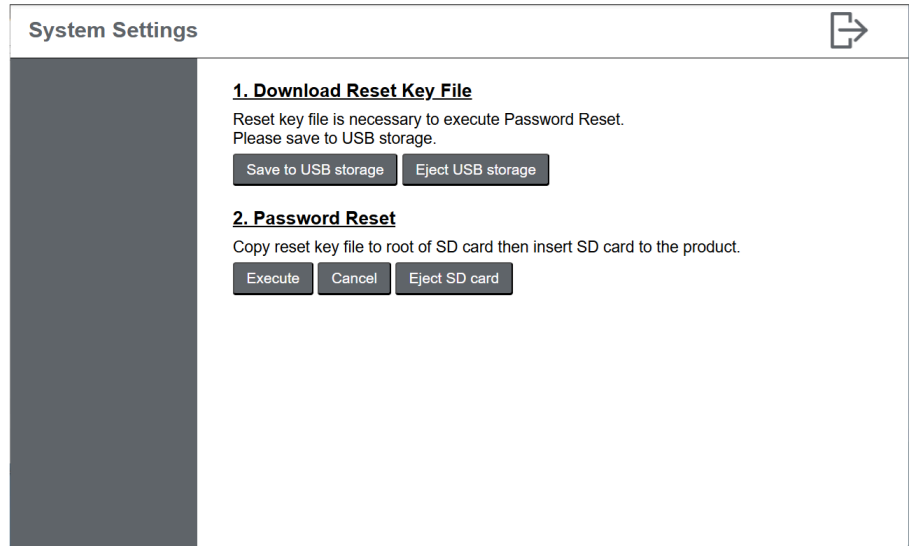 System Settings
1. Download Reset Key File
Reset key file is necessary to execute Password Reset.
Please save to USB storage.
Save to USB storage Eject USB storage
2. Password Reset
Copy reset key file to root of SD card then insert SD card to the product.
Execute Cancel Eject SD card